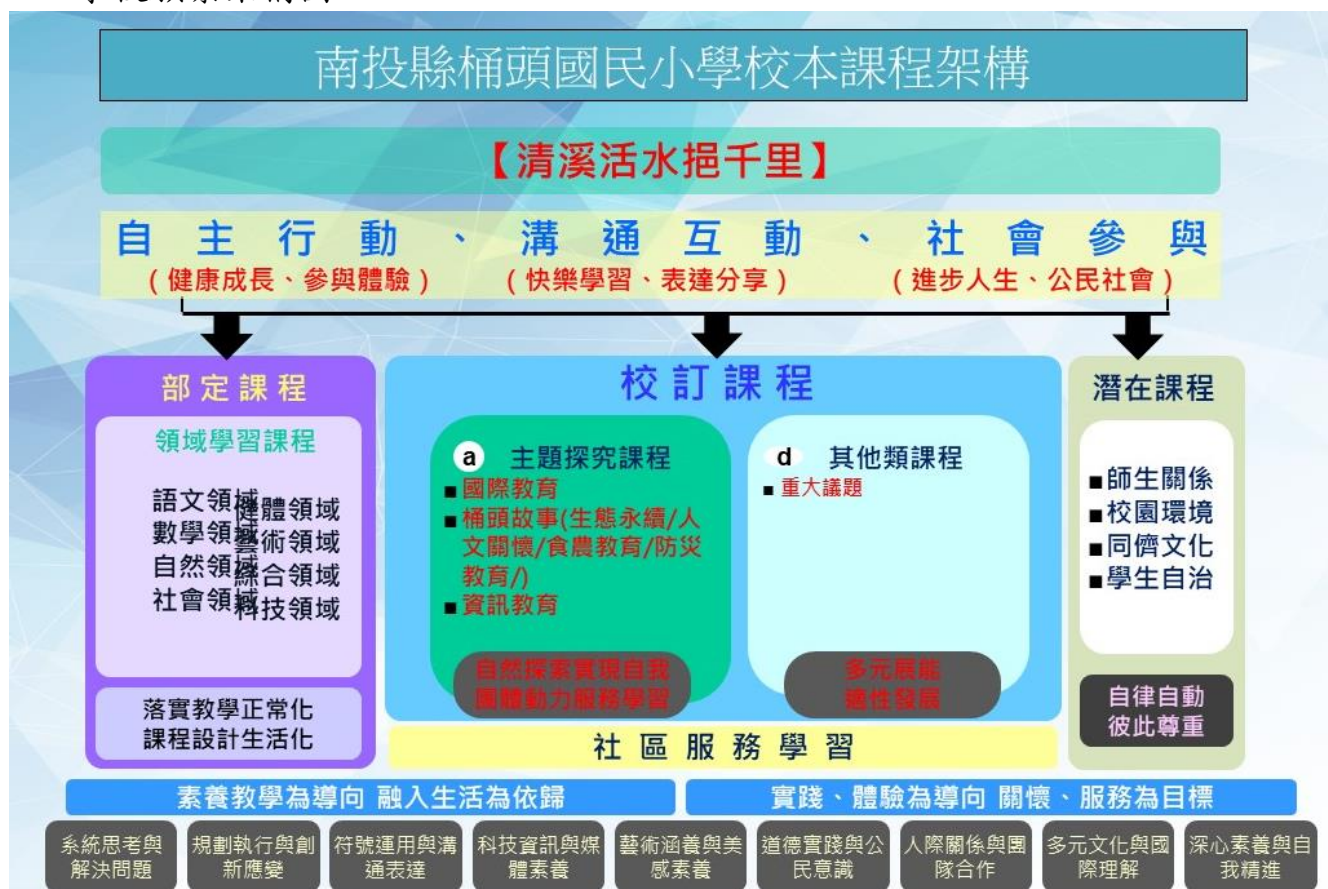 南投縣桶頭國民小學校本課程架構
【清溪活水挹千里】
自主行動、溝通互動、社會參與
(健康成長、參與體驗) (快樂學習、表達分享) (進步人生、公民社會)
部定課程
領域學習課程
語文領域
數學領域
自然領域
社會領域
健體領域
藝術領域
綜合領域
科技領域
落實教學正常化
課程設計生活化
校訂課程
a 主題探究課程
■國際教育
■桶頭故事(生態永續/人
文關懷/食農教育/防災
教育/)
■資訊教育
自然探索實現自我
團體動力服務學習
d 其他類課程
■重大議題
多元展能
適性發展
社區服務學習
潛在課程
■師生關係
■校園環境
■同儕文化
■學生自治
自律自動
彼此尊重
素養教學為導向 融入生活為依歸
實踐、體驗為導向 關懷、服務為目標
系統思考與
解決問題
規劃執行與創
新應變
符號運用與溝
通表達
科技資訊與媒
體素養
藝術涵養與美
感素養
道德實踐與公
民意識
人際關係與團
隊合作
多元文化與國
際理解
深心素養與自
我精進